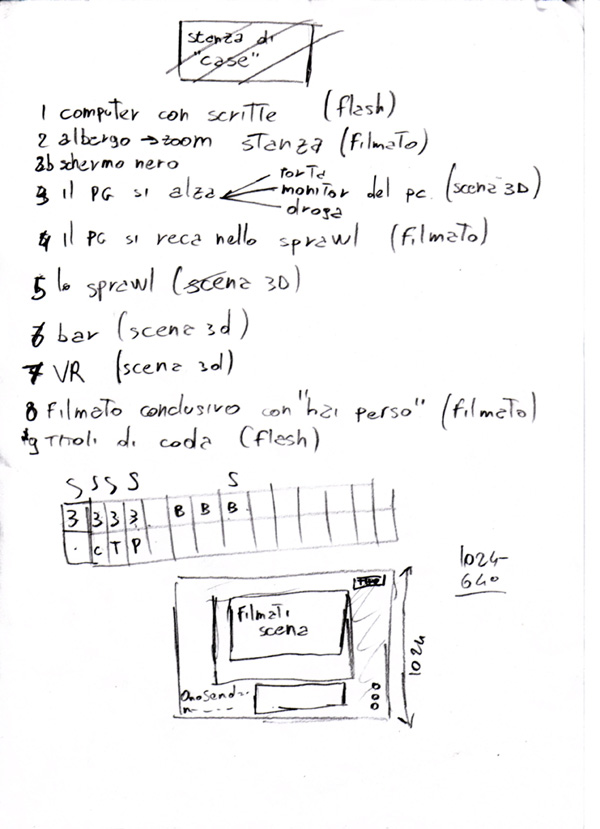 stanza di
"case"
1 computer con scritte (flash)
2 albergo → zoom stanza (filmato)
2b schermo nero
3 il PG si alza porta
monitor del pc (scena 3D)
droga
4 il PG si reca nello sprawl (filmato)
5 lo sprawl (scena 3D)
6 bar (scena 3d)
7 VR (scena 3d)
8 Filmato conclusivo con "hai perso" (filmato)
9 Titoli di coda (flash)
S S S S S
3 3 3 3 B B B
. C T P
1024-
640
Filmati
scena
1024